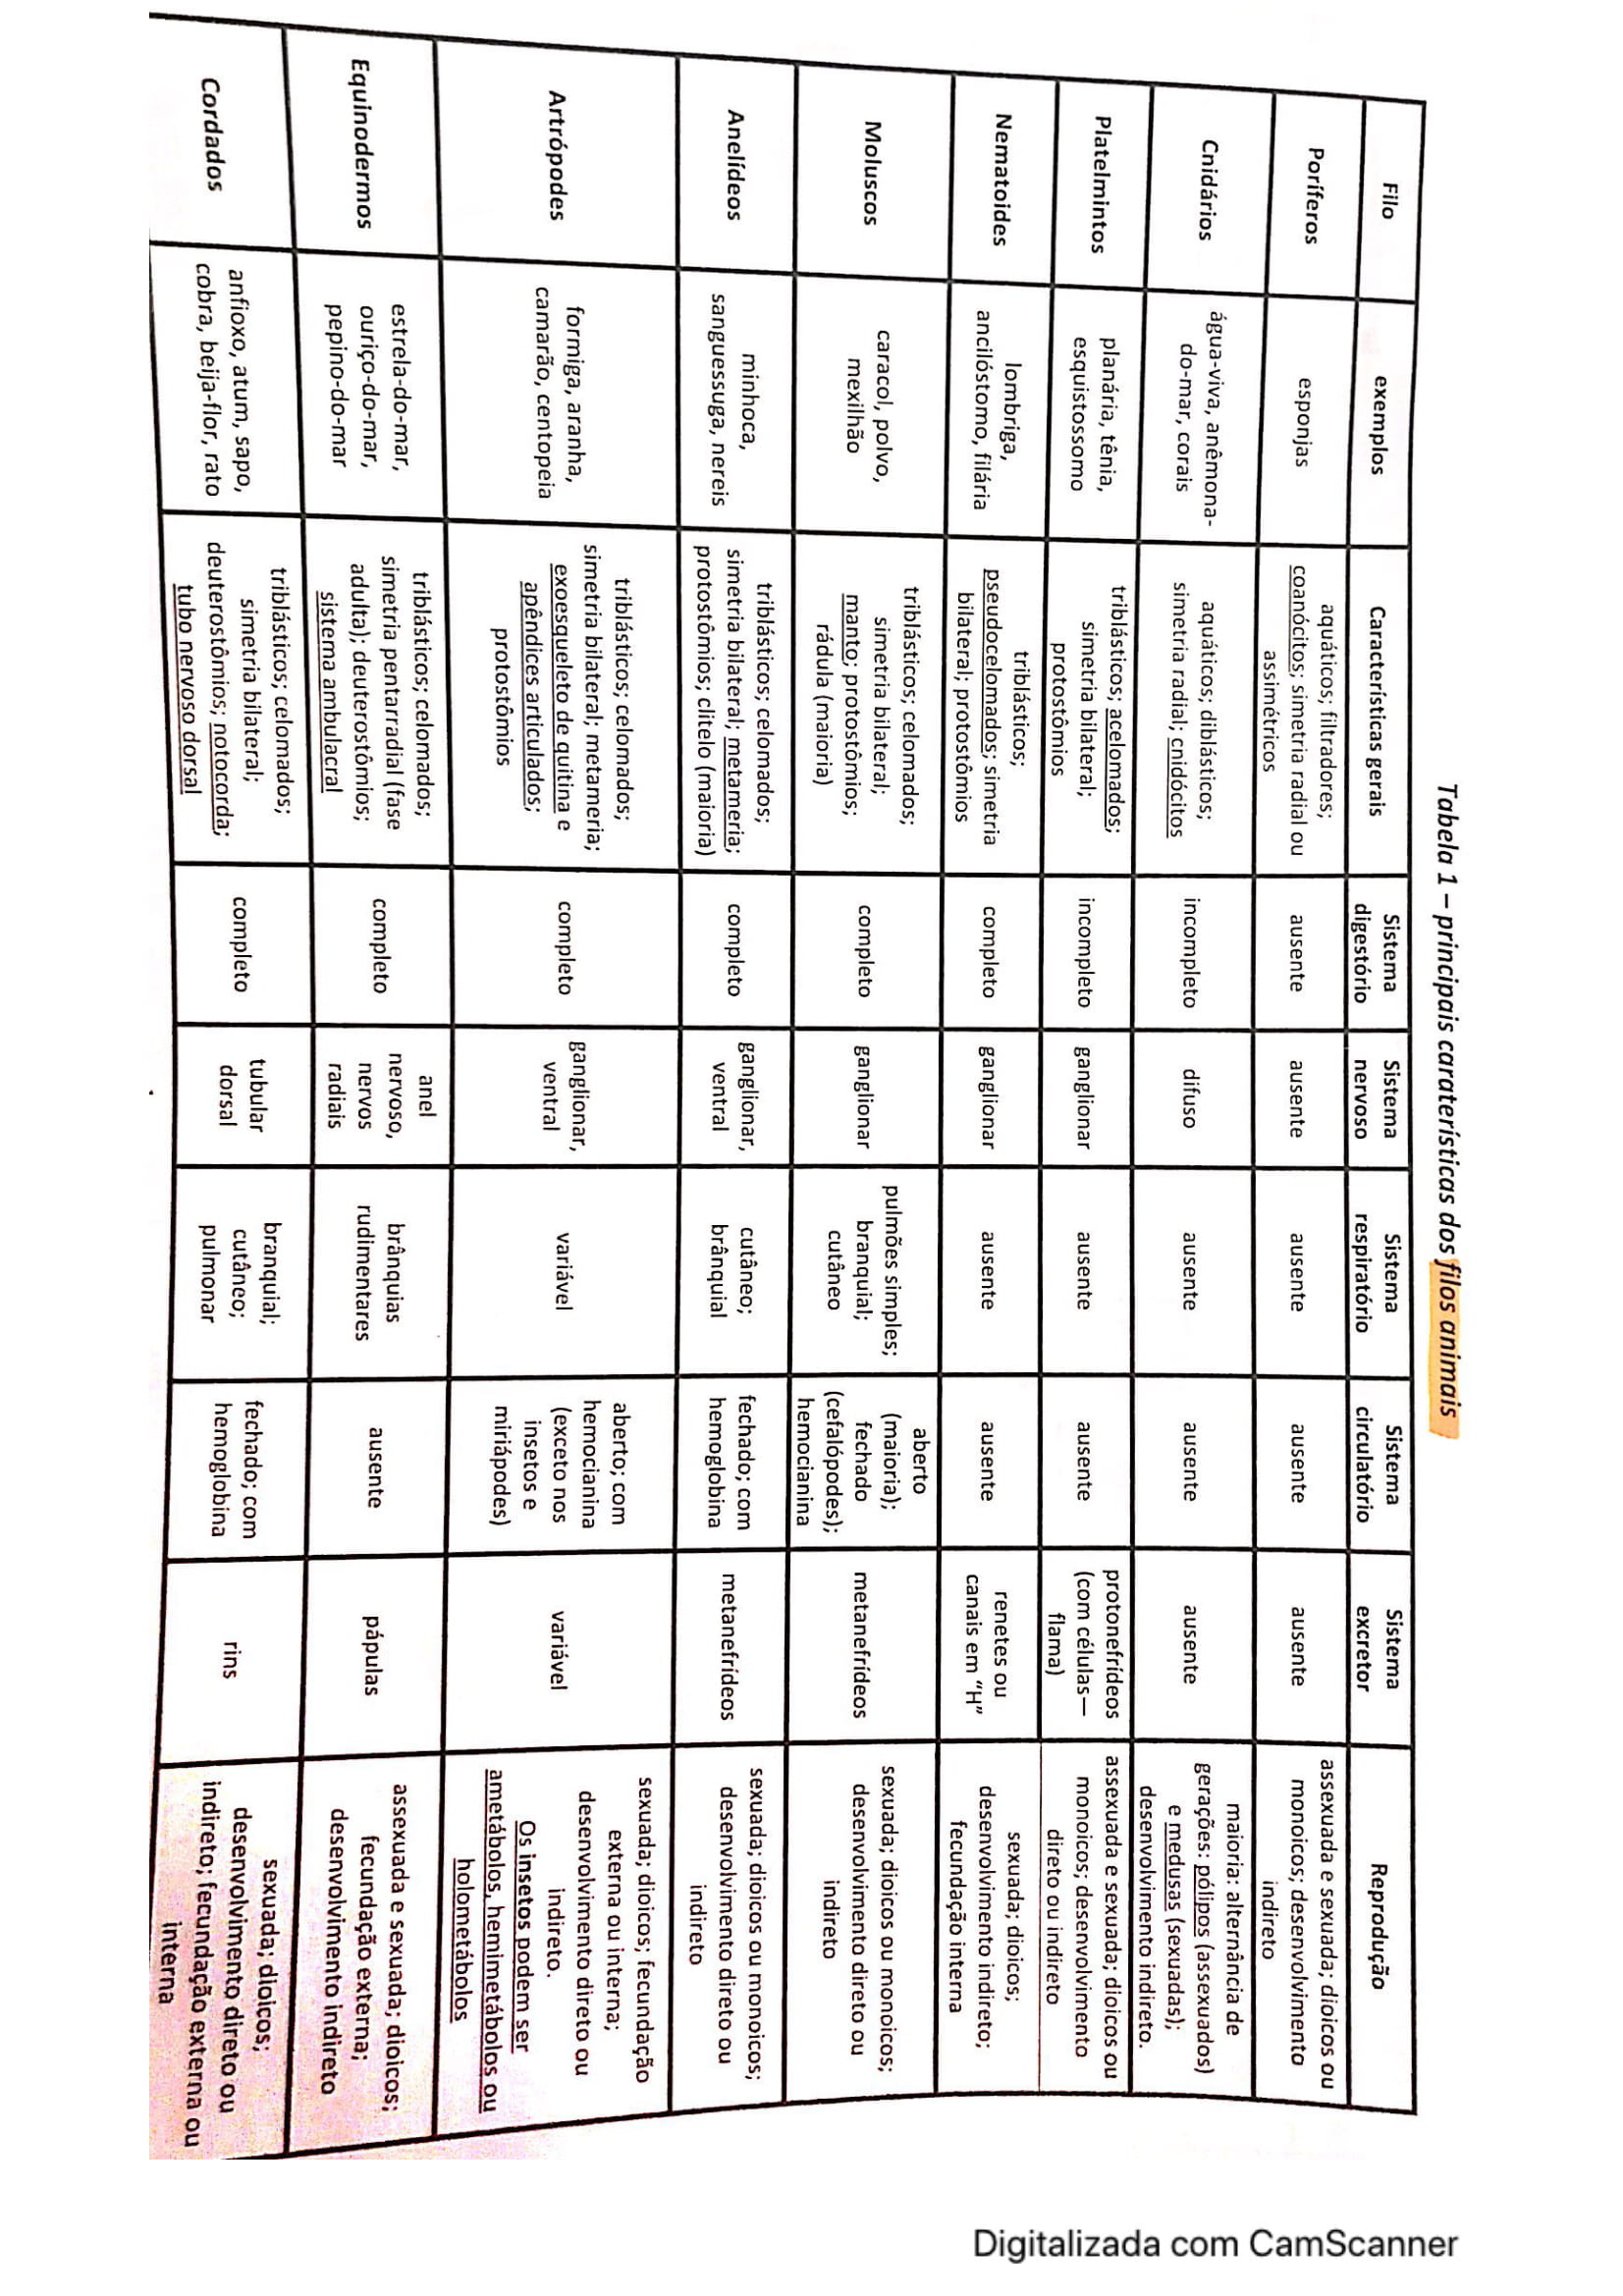 Tabela 1 – principais caraterísticas dos filos animais
Filo
exemplos
Características gerais
Sistema
digestório
Sistema
nervoso
Sistema
respiratório
Sistema
circulatório
Sistema
excretor
Reprodução
Poríferos
esponjas
aquáticos; filtradores;
coanócitos; simetria radial ou
assimétricos
ausente
ausente
ausente
ausente
ausente
assexuada e sexuada; dioicos ou
monoicos; desenvolvimento
indireto
Cnidários
água-viva, anêmona-
do-mar, corais
aquáticos; diblásticos;
simetria radial; cnidócitos
incompleto
difuso
ausente
ausente
ausente
maioria: alternância de
gerações: pólipos (assexuados)
e medusas (sexuadas);
desenvolvimento indireto.
Platelmintos
planária, tênia,
esquistossomo
triblásticos; acelomados;
simetria bilateral;
protostômios
incompleto
ganglionar
ausente
ausente
protonefrídeos
(com células—
flama)
assexuada e sexuada; dioicos ou
monoicos; desenvolvimento
direto ou indireto
Nematoides
lombriga,
ancilóstomo, filária
triblásticos;
pseudocelomados; simetria
bilateral; protostômios
completo
ganglionar
ausente
ausente
renetes ou
canais em "H"
sexuada; dioicos;
desenvolvimento indireto;
fecundação interna
Moluscos
caracol, polvo,
mexilhão
triblásticos; celomados;
simetria bilateral;
manto; protostômios;
rádula (maioria)
completo
ganglionar
pulmões simples;
branquial;
cutâneo
aberto
(maioria);
fechado
(cefalópodes);
hemocianina
metanefrídeos
sexuada; dioicos ou monoicos;
desenvolvimento direto ou
indireto
Anelídeos
minhoca,
sanguessuga, nereis
triblásticos; celomados;
simetria bilateral; metameria;
protostômios; clitelo (maioria)
completo
ganglionar,
ventral
cutâneo;
brânquial
fechado; com
hemoglobina
metanefrídeos
sexuada; dioicos ou monoicos;
desenvolvimento direto ou
indireto
Artrópodes
formiga, aranha,
camarão, centopeia
triblásticos; celomados;
simetria bilateral; metameria;
exoesqueleto de quitina e
apêndices articulados;
protostômios
completo
ganglionar,
ventral
variável
aberto; com
hemocianina
(exceto nos
insetos e
miriápodes)
variável
sexuada; dioicos; fecundação
externa ou interna;
desenvolvimento direto ou
indireto.
Os insetos podem ser
ametábolos, hemimetábolos ou
holometábolos
Equinodermos
estrela-do-mar,
ouriço-do-mar,
pepino-do-mar
triblásticos; celomados;
simetria pentarradial (fase
adulta); deuterostômios;
sistema ambulacral
completo
anel
nervoso,
nervos
radiais
brânquias
rudimentares
ausente
pápulas
assexuada e sexuada; dioicos;
fecundação externa;
desenvolvimento indireto
Cordados
anfioxo, atum, sapo,
cobra, beija-flor, rato
triblásticos; celomados;
simetria bilateral;
deuterostômios; notocorda;
tubo nervoso dorsal
completo
tubular
dorsal
branquial;
cutâneo;
pulmonar
fechado; com
hemoglobina
rins
sexuada; dioicos;
desenvolvimento direto ou
indireto; fecundação externa ou
interna
Digitalizada com CamScanner